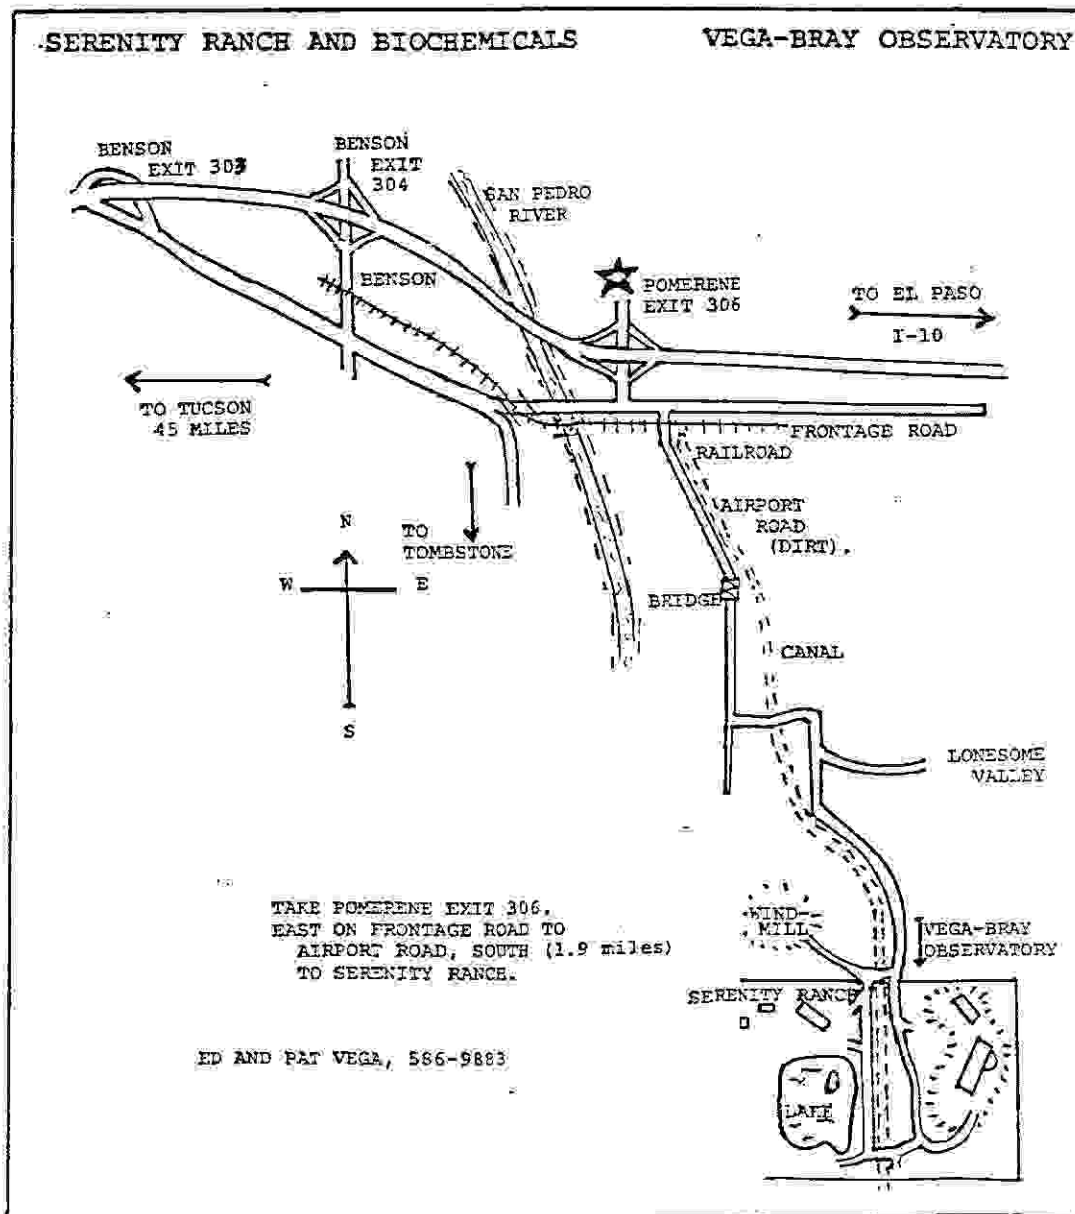 SERENITY RANCH AND BIOCHEMICALS
VEGA-BRAY OBSERVATORY
BENSON
EXIT 303
BENSON
EXIT
304
SAN PEDRO
RIVER
BENSON
POMERENE
EXIT 306
TO EL PASO
I-10
TO TUCSON
45 MILES
FRONTAGE ROAD
RAILROAD
AIRPORT
ROAD
(DIRT).
TO
TOMBSTONE
N
W E
S
BRIDGE
CANAL
LONESOME
VALLEY
TAKE POMERENE EXIT 306.
EAST ON FRONTAGE ROAD TO
AIRPORT ROAD, SOUTH (1.9 miles)
TO SERENITY RANCH.
WIND-
MILL
VEGA-BRAY
OBSERVATORY
SERENITY RANCH
ED AND PAT VEGA, 586-9883
LAKE